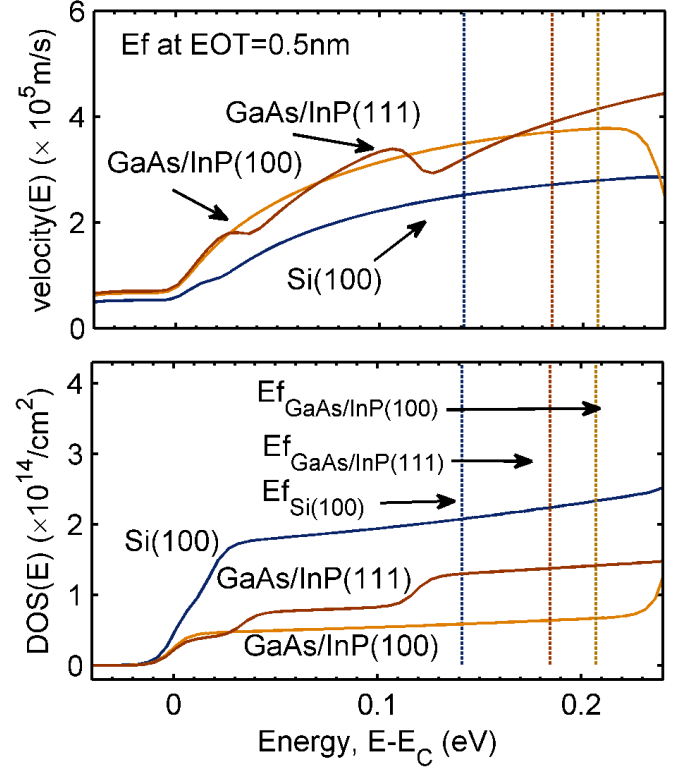 6
Ef at EOT=0.5nm
GaAs/InP(111)
4
GaAs/InP(100)
2
Si(100)
0
velocity(E) (× 10⁵m/s)
4
Ef_GaAs/InP(100)
3
Ef_GaAs/InP(111)
Ef_Si(100)
2
Si(100)
GaAs/InP(111)
1
GaAs/InP(100)
0
DOS(E) (×10¹⁴/cm²)
0 0.1 0.2
Energy, E-E_C (eV)